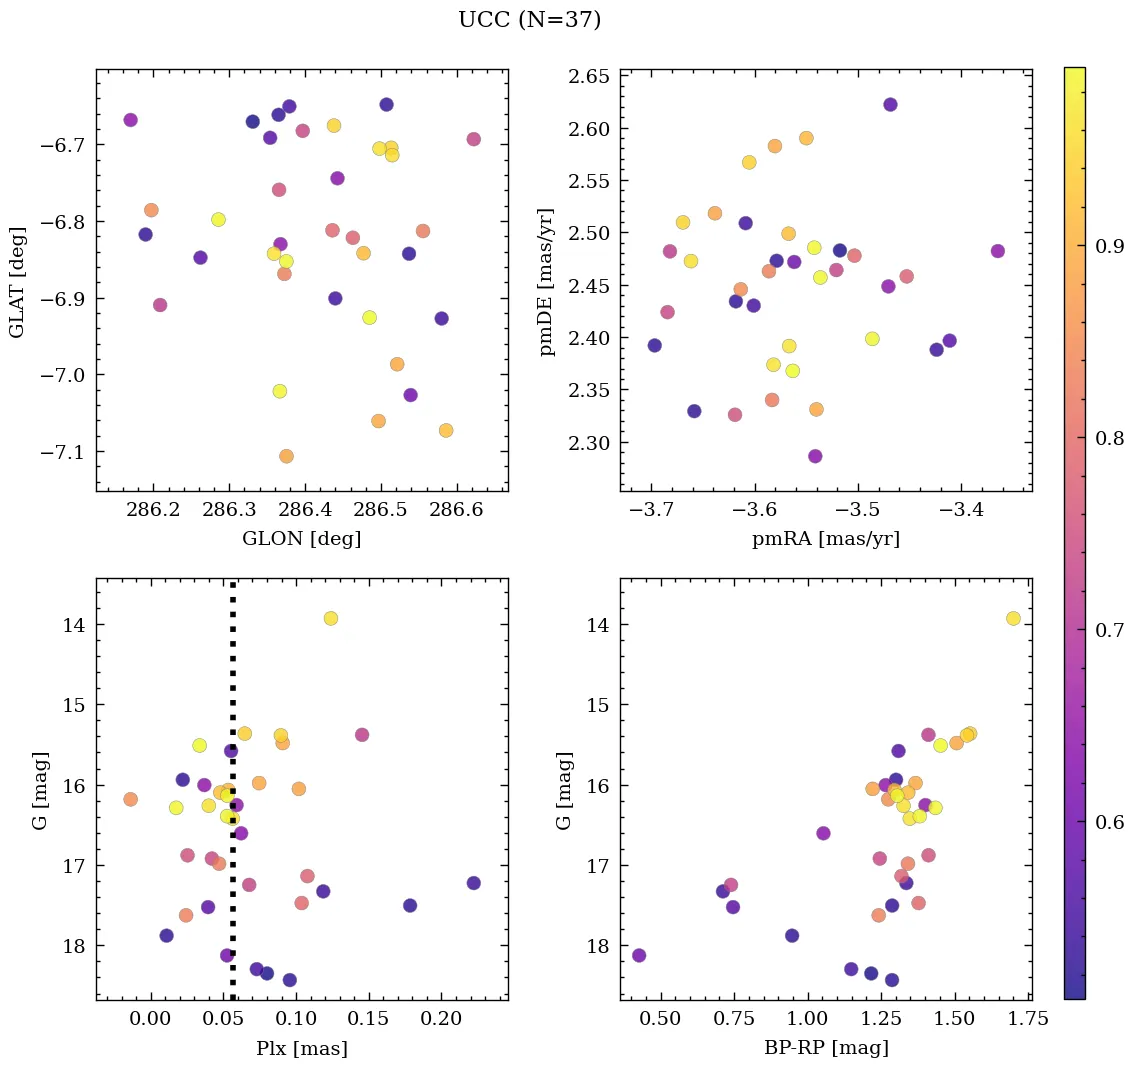 UCC (N=37)
−6.7
−6.8
−6.9
−7.0
−7.1
GLAT [deg]
286.2 286.3 286.4 286.5 286.6
GLON [deg]
2.65
2.60
2.55
2.50
2.45
2.40
2.35
2.30
pmDE [mas/yr]
−3.7 −3.6 −3.5 −3.4
pmRA [mas/yr]
14
15
16
17
18
G [mag]
0.00 0.05 0.10 0.15 0.20
Plx [mas]
14
15
16
17
18
G [mag]
0.50 0.75 1.00 1.25 1.50 1.75
BP-RP [mag]
0.9
0.8
0.7
0.6